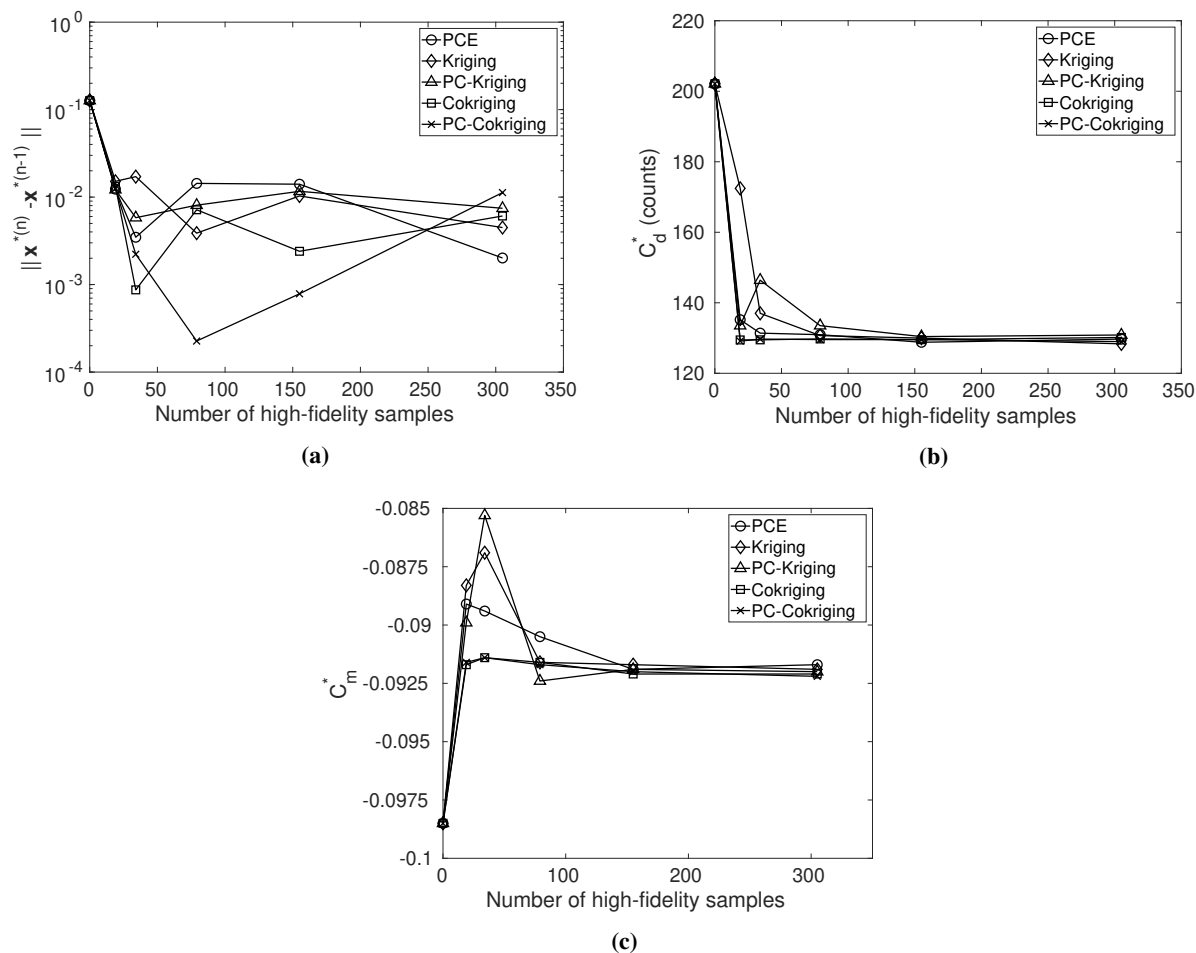 10^0
10^-1
10^-2
10^-3
10^-4
|| x^*(n) -x^*(n-1) ||
0 50 100 150 200 250 300 350
Number of high-fidelity samples
PCE
Kriging
PC-Kriging
Cokriging
PC-Cokriging
(a)
220
200
180
160
140
120
C_d^* (counts)
0 50 100 150 200 250 300 350
Number of high-fidelity samples
PCE
Kriging
PC-Kriging
Cokriging
PC-Cokriging
(b)
-0.085
-0.0875
-0.09
-0.0925
-0.095
-0.0975
-0.1
C_m^*
0 100 200 300
Number of high-fidelity samples
PCE
Kriging
PC-Kriging
Cokriging
PC-Cokriging
(c)